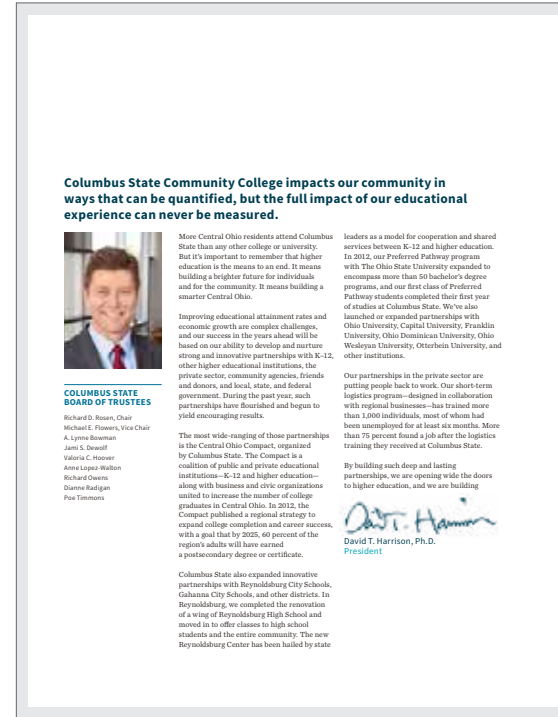 Columbus State Community College impacts our community in
ways that can be quantified, but the full impact of our educational
experience can never be measured.
COLUMBUS STATE
BOARD OF TRUSTEES
Richard D. Rosen, Chair
Michael E. Flowers, Vice Chair
A. Lynne Bowman
Jami S. Dewolf
Valoria C. Hoover
Anne Lopez-Walton
Richard Owens
Dianne Radigan
Poe Timmons
More Central Ohio residents attend Columbus
State than any other college or university.
But it's important to remember that higher
education is the means to an end. It means
building a brighter future for individuals
and for the community. It means building a
smarter Central Ohio.
Improving educational attainment rates and
economic growth are complex challenges,
and our success in the years ahead will be
based on our ability to develop and nurture
strong and innovative partnerships with K–12,
other higher educational institutions, the
private sector, community agencies, friends
and donors, and local, state, and federal
government. During the past year, such
partnerships have flourished and begun to
yield encouraging results.
The most wide-ranging of those partnerships
is the Central Ohio Compact, organized
by Columbus State. The Compact is a
coalition of public and private educational
institutions—K–12 and higher education—
along with business and civic organizations
united to increase the number of college
graduates in Central Ohio. In 2012, the
Compact published a regional strategy to
expand college completion and career success,
with a goal that by 2025, 60 percent of the
region's adults will have earned
a postsecondary degree or certificate.
Columbus State also expanded innovative
partnerships with Reynoldsburg City Schools,
Gahanna City Schools, and other districts. In
Reynoldsburg, we completed the renovation
of a wing of Reynoldsburg High School and
moved in to offer classes to high school
students and the entire community. The new
Reynoldsburg Center has been hailed by state
leaders as a model for cooperation and shared
services between K–12 and higher education.
In 2012, our Preferred Pathway program
with The Ohio State University expanded to
encompass more than 50 bachelor's degree
programs, and our first class of Preferred
Pathway students completed their first year
of studies at Columbus State. We've also
launched or expanded partnerships with
Ohio University, Capital University, Franklin
University, Ohio Dominican University, Ohio
Wesleyan University, Otterbein University, and
other institutions.
Our partnerships in the private sector are
putting people back to work. Our short-term
logistics program—designed in collaboration
with regional businesses—has trained more
than 1,000 individuals, most of whom had
been unemployed for at least six months. More
than 75 percent found a job after the logistics
training they received at Columbus State.
By building such deep and lasting
partnerships, we are opening wide the doors
to higher education, and we are building
David T. Harrison
David T. Harrison, Ph.D.
President